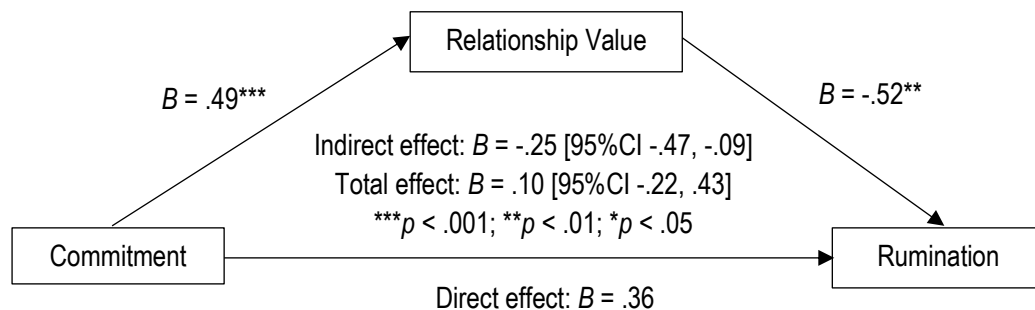 Relationship Value
B = .49***
B = -.52**
Indirect effect: B = -.25 [95%CI -.47, -.09]
Total effect: B = .10 [95%CI -.22, .43]
***p < .001; **p < .01; *p < .05
Commitment
Rumination
Direct effect: B = .36